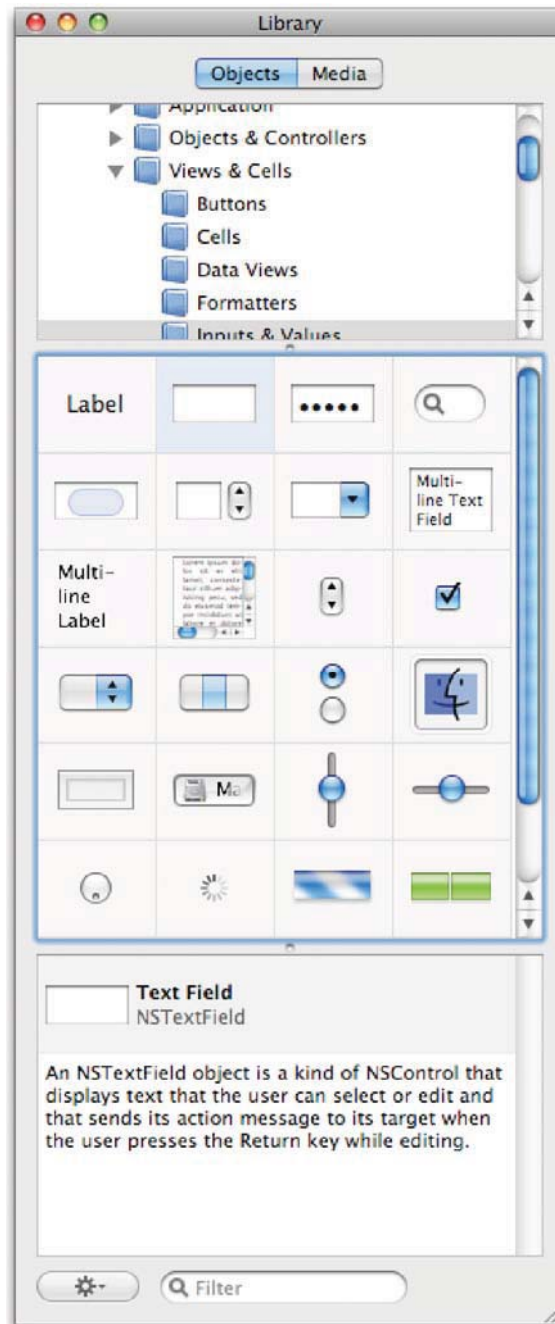 Library
Objects Media
Application
Objects & Controllers
Views & Cells
Buttons
Cells
Data Views
Formatters
Inputs & Values
Label
Multi-
line Text
Field
Multi-
line
Label
Text Field
NSTextField
An NSTextField object is a kind of NSControl that
displays text that the user can select or edit and
that sends its action message to its target when
the user presses the Return key while editing.
Filter